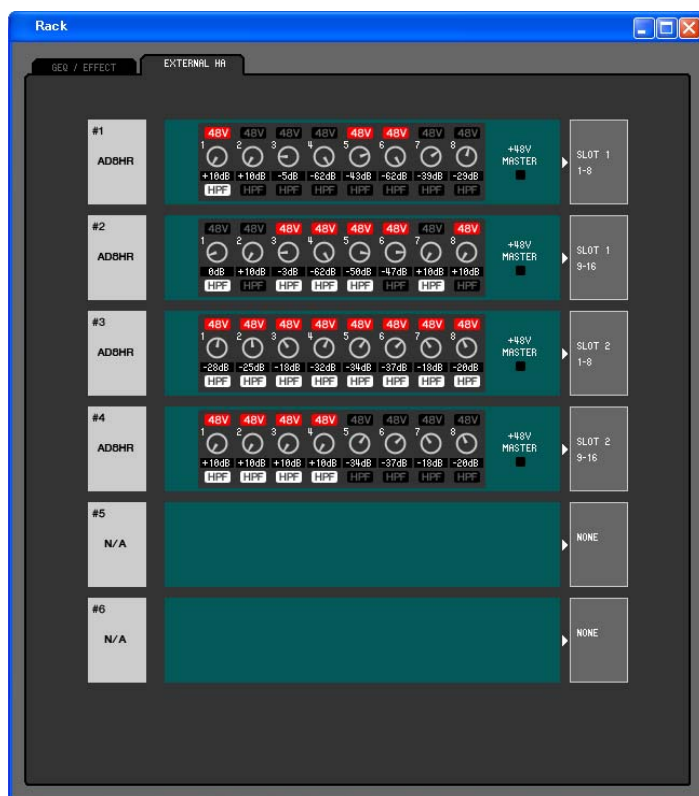 Rack
GEQ / EFFECT
EXTERNAL HA
#1
AD8HR
48V 48V 48V 48V 48V 48V 48V 48V
1 2 3 4 5 6 7 8
+10dB +10dB -5dB -62dB -43dB -62dB -39dB -29dB
HPF HPF HPF HPF HPF HPF HPF HPF
+48V
MASTER
SLOT 1
1-8
#2
AD8HR
48V 48V 48V 48V 48V 48V 48V 48V
1 2 3 4 5 6 7 8
0dB +10dB -3dB -62dB -50dB -47dB +10dB +10dB
HPF HPF HPF HPF HPF HPF HPF HPF
+48V
MASTER
SLOT 1
9-16
#3
AD8HR
48V 48V 48V 48V 48V 48V 48V 48V
1 2 3 4 5 6 7 8
-28dB -25dB -18dB -32dB -34dB -37dB -18dB -20dB
HPF HPF HPF HPF HPF HPF HPF HPF
+48V
MASTER
SLOT 2
1-8
#4
AD8HR
48V 48V 48V 48V 48V 48V 48V 48V
1 2 3 4 5 6 7 8
+10dB +10dB +10dB +10dB -34dB -37dB -18dB -20dB
HPF HPF HPF HPF HPF HPF HPF HPF
+48V
MASTER
SLOT 2
9-16
#5
N/A
NONE
#6
N/A
NONE